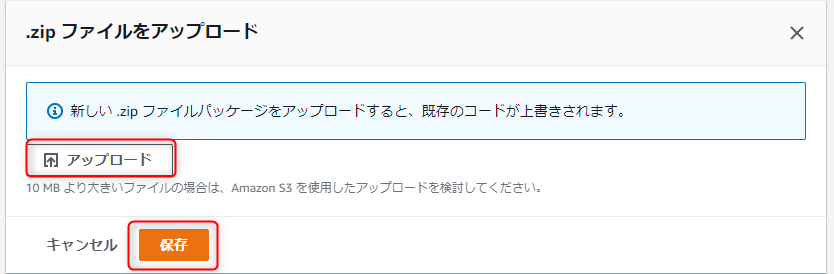 .zip ファイルをアップロード
新しい .zip ファイルパッケージをアップロードすると、既存のコードが上書きされます。
アップロード
10 MB より大きいファイルの場合は、Amazon S3 を使用したアップロードを検討してください。
キャンセル 保存